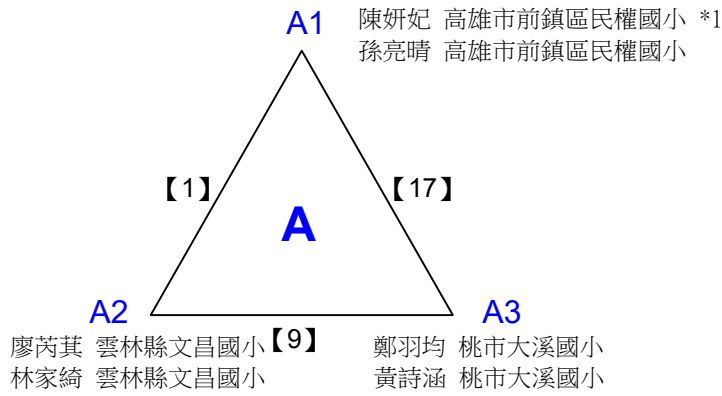 A1
陳妍妃 高雄市前鎮區民權國小 *1
孫亮晴 高雄市前鎮區民權國小
【1】
【17】
A
A2
A3
【9】
廖芮萁 雲林縣文昌國小
林家綺 雲林縣文昌國小
鄭羽均 桃市大溪國小
黃詩涵 桃市大溪國小